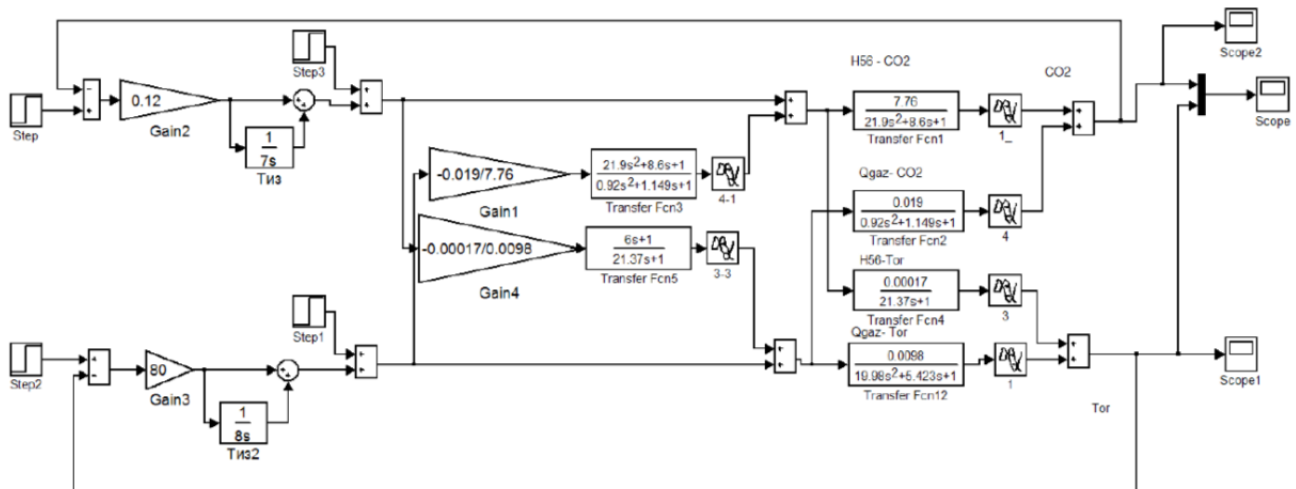 Scope2
Step3
H56 - CO2
CO2
Scope
-
+
Step
0.12
Gain2
1
7s
Tиз
7.76
21.9s²+8.6s+1
Transfer Fcn1
1_
-0.019/7.76
Gain1
21.9s²+8.6s+1
0.92s²+1.149s+1
Transfer Fcn3
4-1
Qgaz- CO2
0.019
0.92s²+1.149s+1
Transfer Fcn2
4
-0.00017/0.0098
Gain4
6s+1
21.37s+1
Transfer Fcn5
3-3
H56-Tor
0.00017
21.37s+1
Transfer Fcn4
3
Step1
Qgaz- Tor
0.0098
19.98s²+5.423s+1
Transfer Fcn12
1
Tor
Scope1
Step2
80
Gain3
1
8s
Tиз2